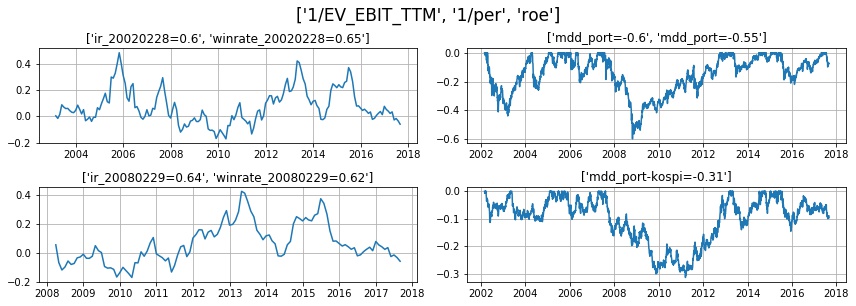 ['1/EV_EBIT_TTM', '1/per', 'roe']
['ir_20020228=0.6', 'winrate_20020228=0.65']
0.4
0.2
0.0
−0.2
2004 2006 2008 2010 2012 2014 2016 2018
['mdd_port=-0.6', 'mdd_port=-0.55']
0.0
−0.2
−0.4
−0.6
2002 2004 2006 2008 2010 2012 2014 2016 2018
['ir_20080229=0.64', 'winrate_20080229=0.62']
0.4
0.2
0.0
−0.2
2008 2009 2010 2011 2012 2013 2014 2015 2016 2017 2018
['mdd_port-kospi=-0.31']
0.0
−0.1
−0.2
−0.3
2002 2004 2006 2008 2010 2012 2014 2016 2018